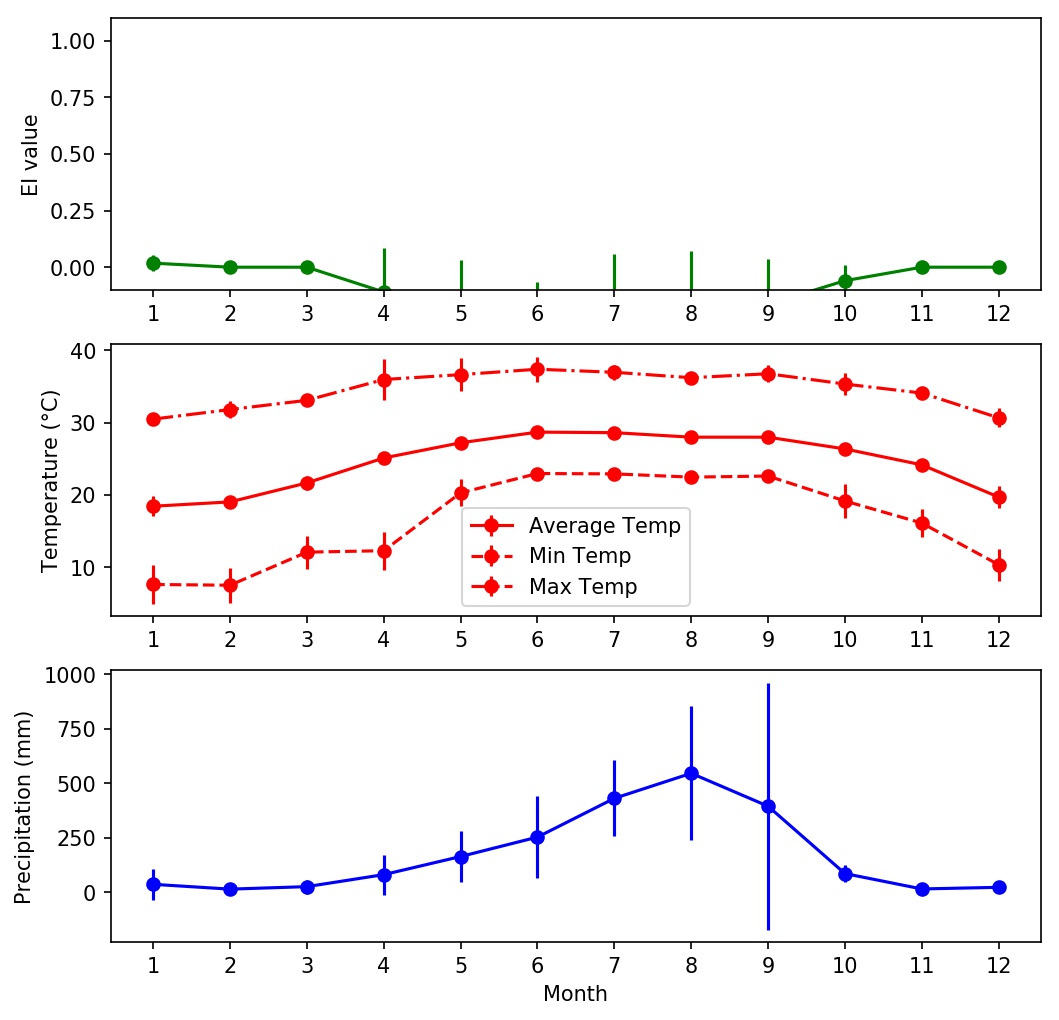 1.00
0.75
0.50
0.25
0.00
EI value
1 2 3 4 5 6 7 8 9 10 11 12
40
30
20
10
Temperature (°C)
Average Temp
Min Temp
Max Temp
1 2 3 4 5 6 7 8 9 10 11 12
1000
750
500
250
0
Precipitation (mm)
1 2 3 4 5 6 7 8 9 10 11 12
Month